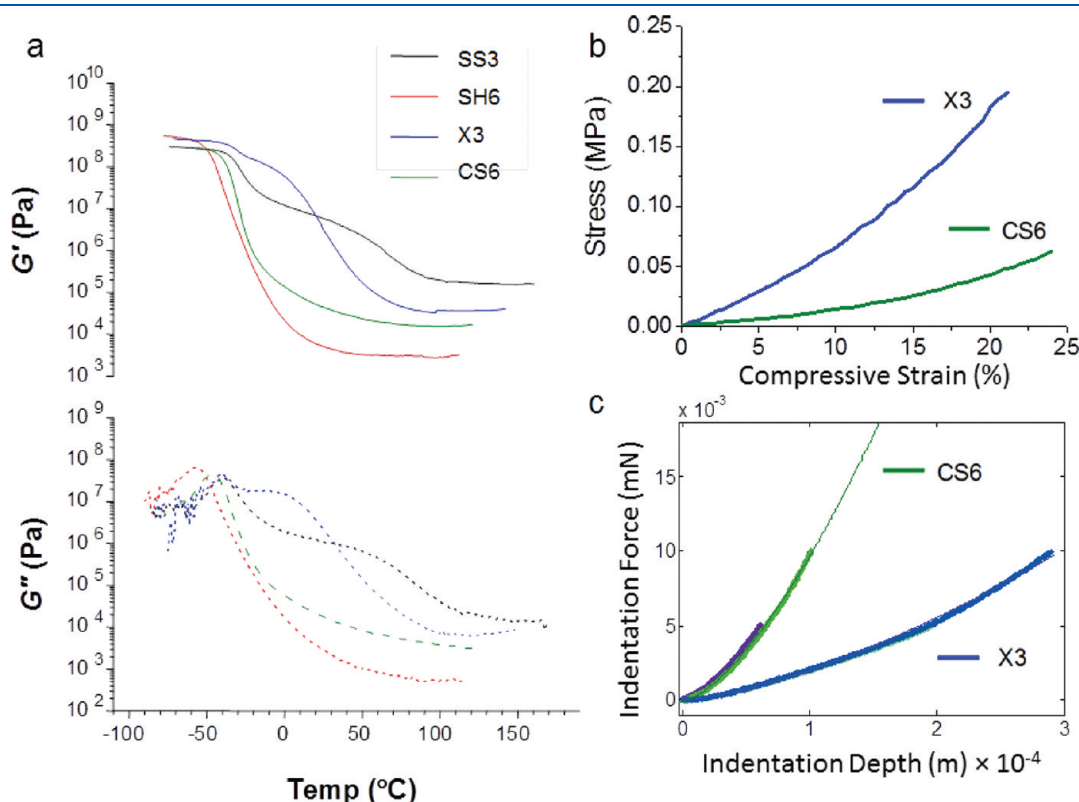 a
SS3
SH6
X3
CS6
10^10
10^9
10^8
10^7
10^6
10^5
10^4
10^3
G' (Pa)
10^9
10^8
10^7
10^6
10^5
10^4
10^3
10^2
G" (Pa)
-100 -50 0 50 100 150
Temp (°C)
b
0.25
0.20
0.15
0.10
0.05
0.00
Stress (MPa)
X3
CS6
0 5 10 15 20 25
Compressive Strain (%)
c
x 10^-3
15
10
5
0
Indentation Force (mN)
CS6
X3
0 1 2 3
Indentation Depth (m) × 10^-4